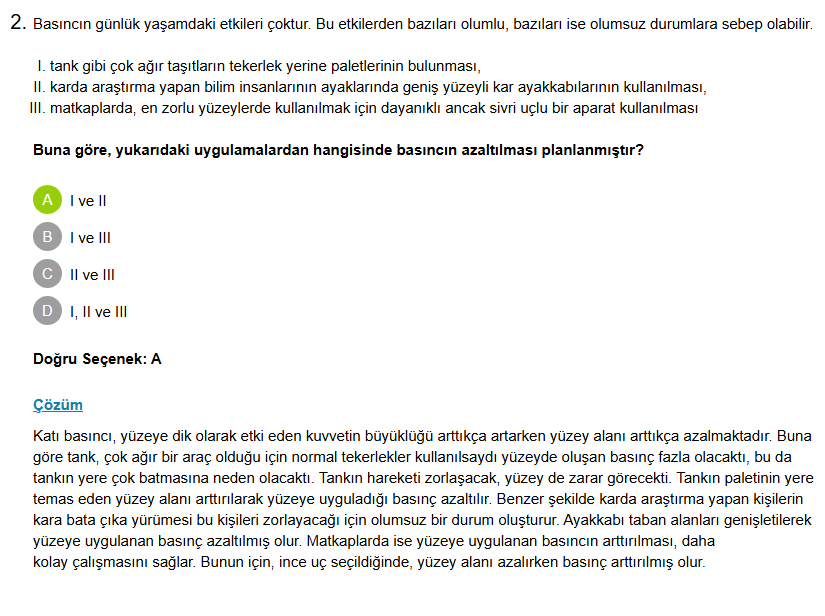 2. Basıncın günlük yaşamdaki etkileri çoktur. Bu etkilerden bazıları olumlu, bazıları ise olumsuz durumlara sebep olabilir.
I. tank gibi çok ağır taşıtların tekerlek yerine paletlerinin bulunması,
II. karda araştırma yapan bilim insanlarının ayaklarında geniş yüzeyli kar ayakkabılarının kullanılması,
III. matkaplarda, en zorlu yüzeylerde kullanılmak için dayanıklı ancak sivri uçlu bir aparat kullanılması
Buna göre, yukarıdaki uygulamalardan hangisinde basıncın azaltılması planlanmıştır?
A I ve II
B I ve III
C II ve III
D I, II ve III
Doğru Seçenek: A
Çözüm
Katı basıncı, yüzeye dik olarak etki eden kuvvetin büyüklüğü arttıkça artarken yüzey alanı arttıkça azalmaktadır. Buna
göre tank, çok ağır bir araç olduğu için normal tekerlekler kullanılsaydı yüzeyde oluşan basınç fazla olacaktı, bu da
tankın yere çok batmasına neden olacaktı. Tankın hareketi zorlaşacak, yüzey de zarar görecekti. Tankın paletinin yere
temas eden yüzey alanı arttırılarak yüzeye uyguladığı basınç azaltılır. Benzer şekilde karda araştırma yapan kişilerin
kara bata çıka yürümesi bu kişileri zorlayacağı için olumsuz bir durum oluşturur. Ayakkabı taban alanları genişletilerek
yüzeye uygulanan basınç azaltılmış olur. Matkaplarda ise yüzeye uygulanan basıncın arttırılması, daha
kolay çalışmasını sağlar. Bunun için, ince uç seçildiğinde, yüzey alanı azalırken basınç arttırılmış olur.